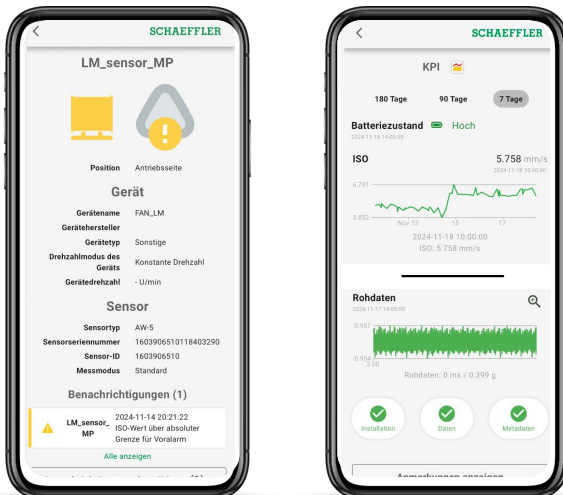 SCHAEFFLER
LM_sensor_MP
Position Antriebsseite
Gerät
Gerätename FAN_LM
Gerätehersteller
Gerätetyp Sonstige
Drehzahlmodus des
Geräts Konstante Drehzahl
Gerätedrehzahl - U/min
Sensor
Sensortyp AW-5
Sensorseriennummer 1603906510118403290
Sensor-ID 1603906510
Messmodus Standard
Benachrichtigungen (1)
LM_sensor_
MP
2024-11-14 20:21:22
ISO-Wert über absoluter
Grenze für Voralarm
Alle anzeigen
SCHAEFFLER
KPI
180 Tage 90 Tage 7 Tage
Batteriezustand Hoch
2024-11-18 14:00:00
ISO 5.758 mm/s
2024-11-18 10:00:00
6.791
3.852
Nov 13 15 17
2024-11-18 10:00:00
ISO: 5.758 mm/s
Rohdaten
2024-11-17 14:00:00
0.957
-0.954
2 00
Rohdaten: 0 ms / 0.399 g
Installation Daten Metadaten
Anmerkungen anzeigen